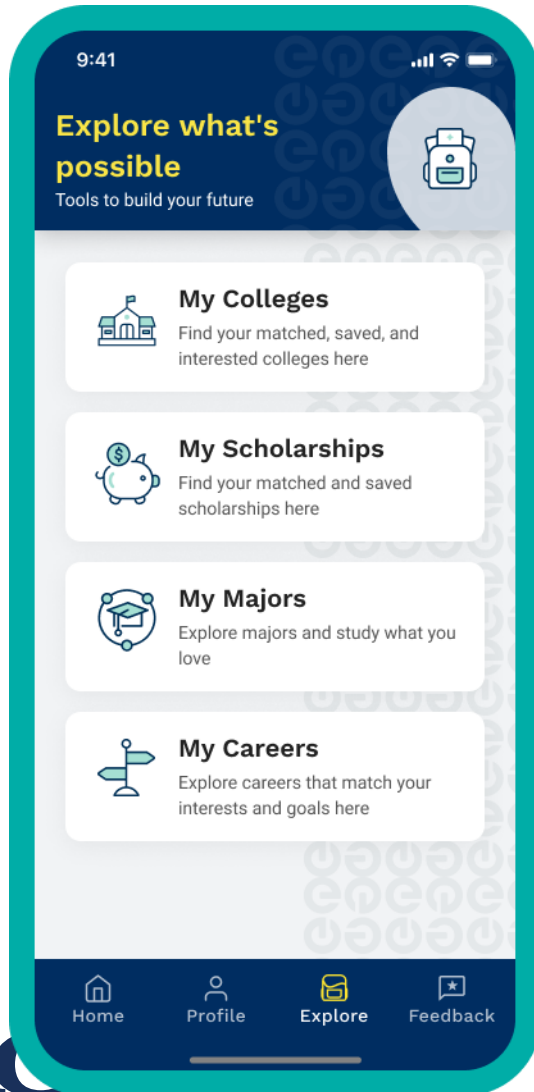 9:41
Explore what's
possible
Tools to build your future
My Colleges
Find your matched, saved, and
interested colleges here
$
My Scholarships
Find your matched and saved
scholarships here
My Majors
Explore majors and study what you
love
My Careers
Explore careers that match your
interests and goals here
Home
Profile
Explore
Feedback